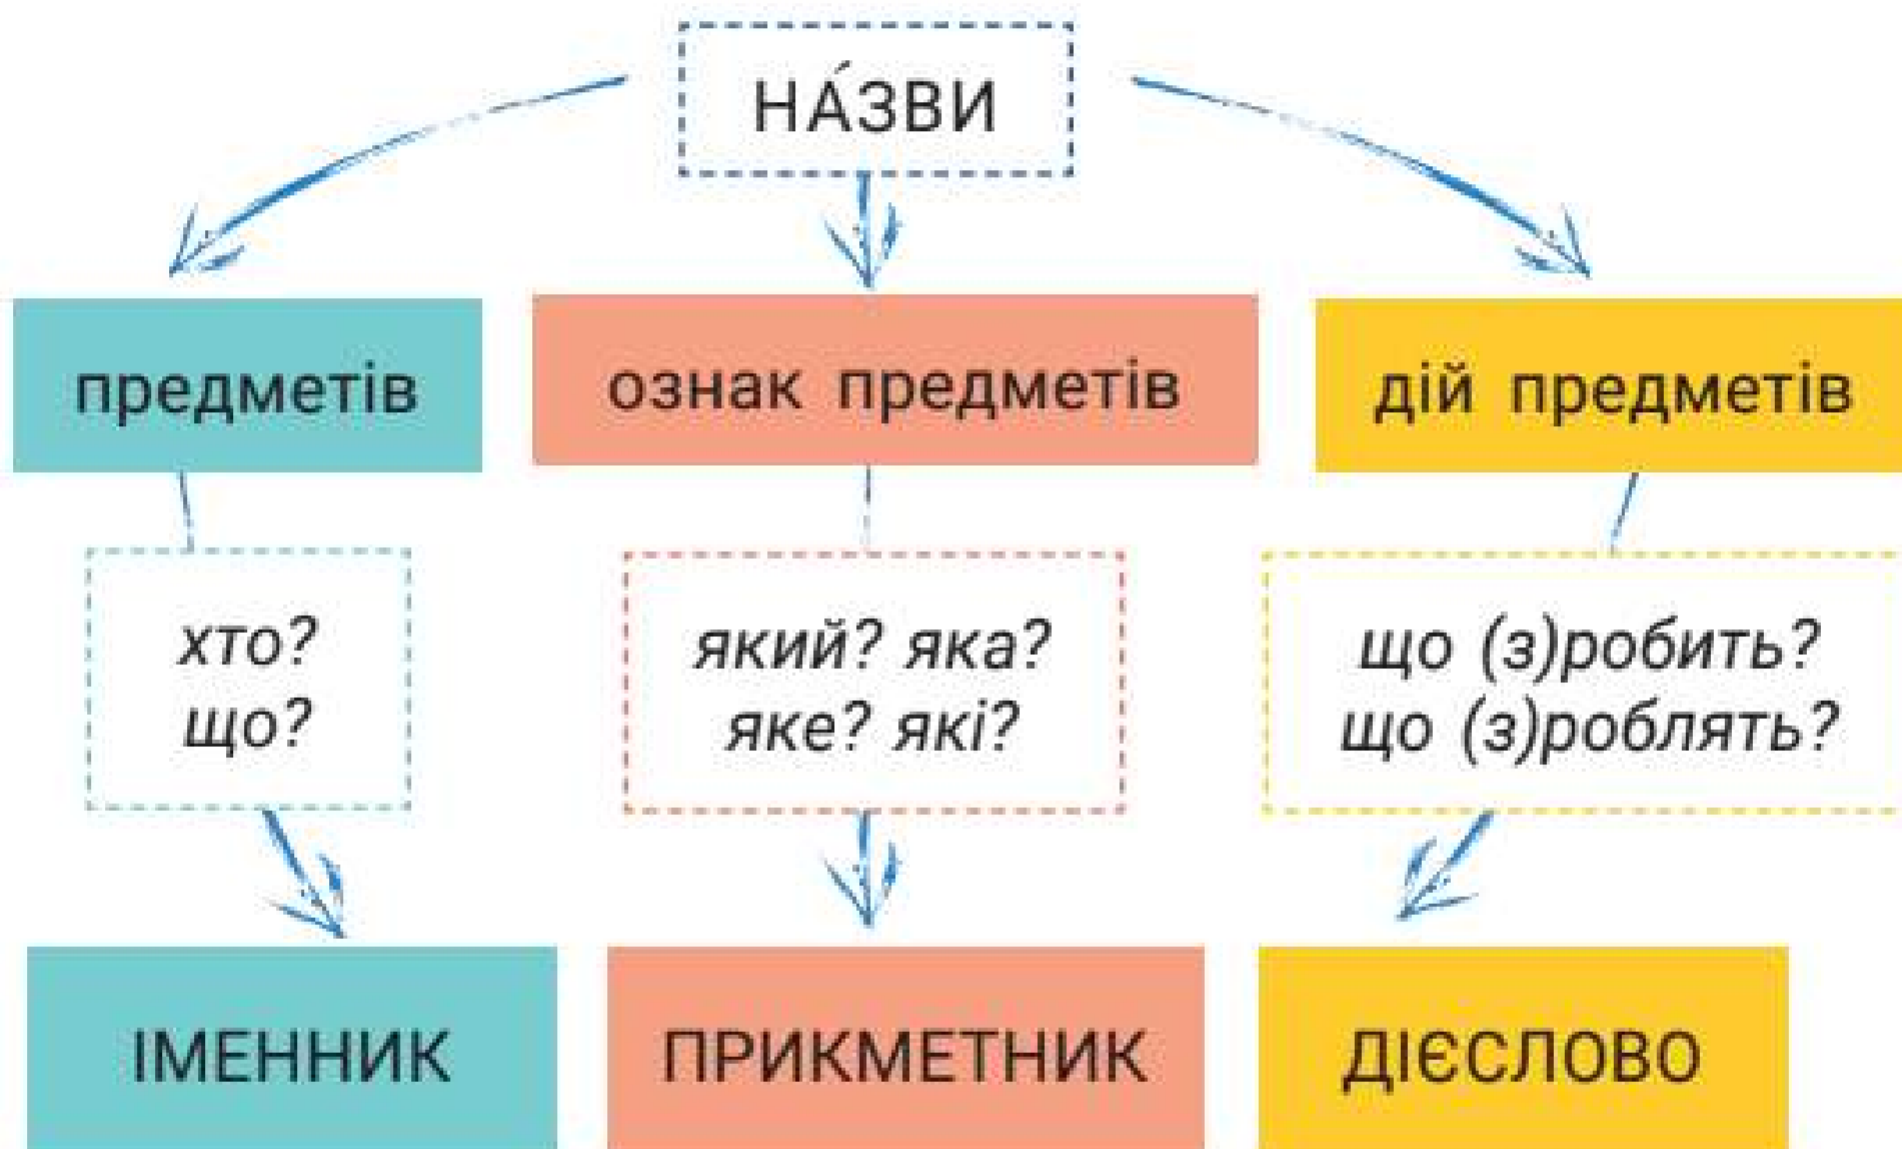 НА́ЗВИ
предметів
ознак предметів
дій предметів
хто?
що?
який? яка?
яке? які?
що (з)робить?
що (з)роблять?
ІМЕННИК
ПРИКМЕТНИК
ДІЄСЛОВО